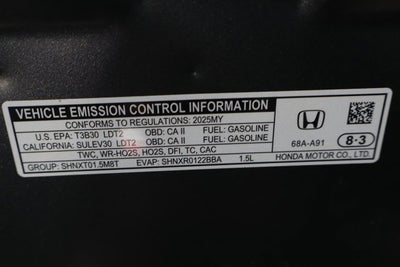 VEHICLE EMISSION CONTROL INFORMATION
CONFORMS TO REGULATIONS: 2025MY
U.S. EPA: T3B30 LDT2 OBD: CA II FUEL: GASOLINE
CALIFORNIA: SULEV30 LDT2 OBD: CA II FUEL: GASOLINE
TWC, WR-HO2S, HO2S, DFI, TC, CAC
GROUP: SHNXT01.5M8T EVAP: SHNXR0122BBA 1.5L
68A-A91 8-3
HONDA MOTOR CO., LTD.